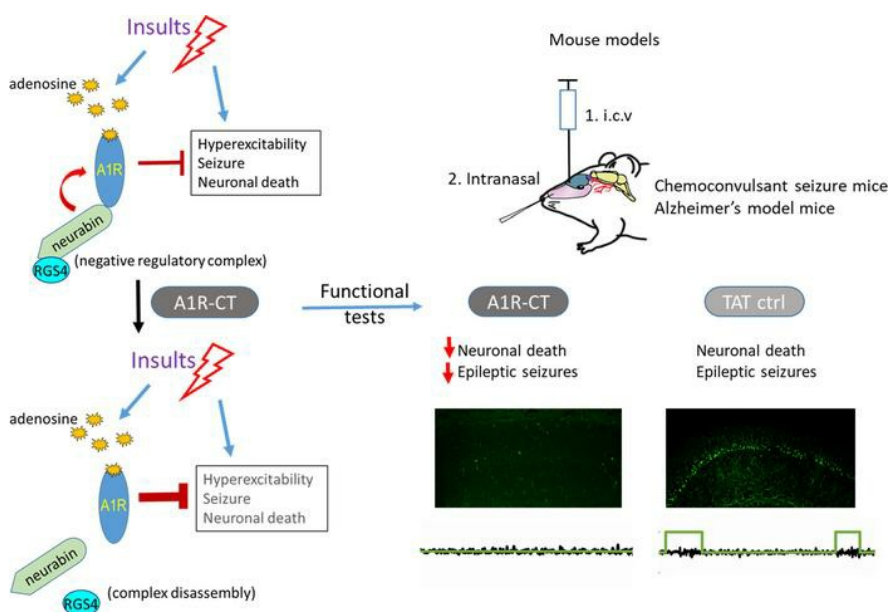 Insults
adenosine
A1R
Hyperexcitability
Seizure
Neuronal death
neurabin
RGS4
(negative regulatory complex)
A1R-CT
Functional
tests
Insults
adenosine
A1R
Hyperexcitability
Seizure
Neuronal death
neurabin
RGS4
(complex disassembly)
Mouse models
1. i.c.v
2. Intranasal
Chemoconvulsant seizure mice
Alzheimer's model mice
A1R-CT
TAT ctrl
Neuronal death
Epileptic seizures
Neuronal death
Epileptic seizures